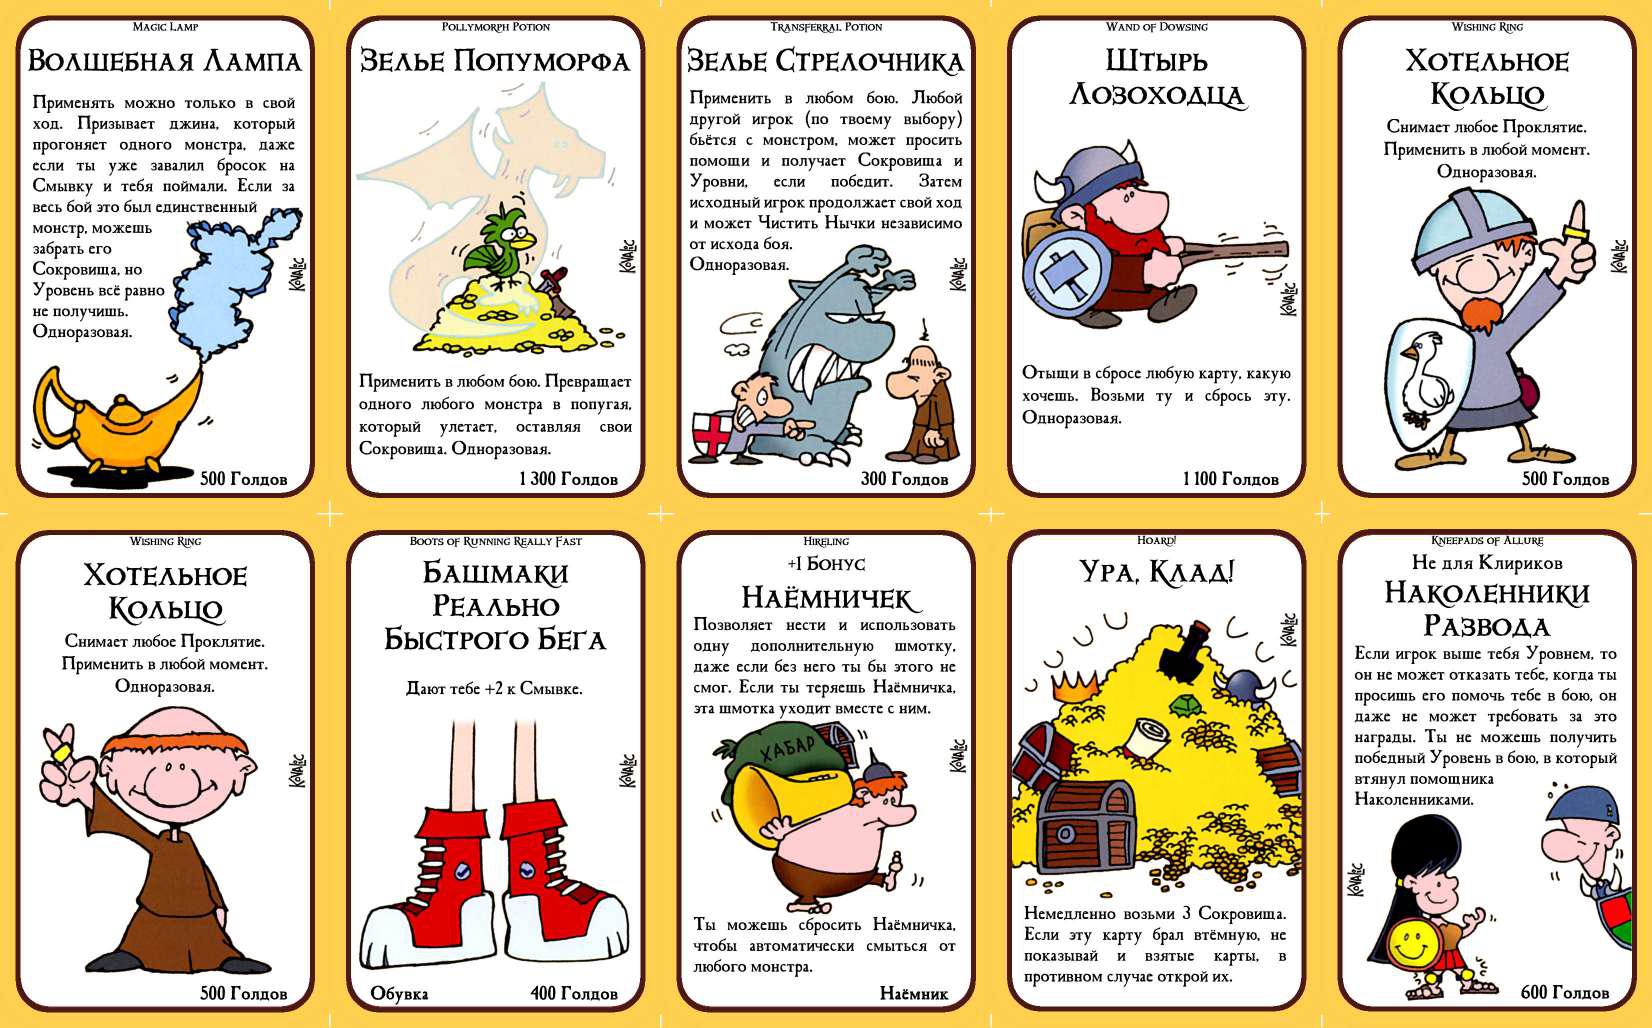 Magic Lamp
Волшебная Лампа
Применять можно только в свой
ход. Призывает джина, который
прогоняет одного монстра, даже
если ты уже завалил бросок на
Смывку и тебя поймали. Если за
весь бой это был единственный
монстр, можешь
забрать его
Сокровища, но
Уровень всё равно
не получишь.
Одноразовая.
Kovalic
500 Голдов
Pollymorph Potion
Зелье Попуморфа
Kovalic
Применить в любом бою. Превращает
одного любого монстра в попугая,
который улетает, оставляя свои
Сокровища. Одноразовая.
1 300 Голдов
Transferral Potion
Зелье Стрелочника
Применить в любом бою. Любой
другой игрок (по твоему выбору)
бьётся с монстром, может просить
помощи и получает Сокровища и
Уровни, если победит. Затем
исходный игрок продолжает свой ход
и может Чистить Нычки независимо
от исхода боя.
Одноразовая.
Kovalic
300 Голдов
Wand of Dowsing
Штырь
Лозоходца
Kovalic
Отыщи в сбросе любую карту, какую
хочешь. Возьми ту и сбрось эту.
Одноразовая.
1 100 Голдов
Wishing Ring
Хотельное
Кольцо
Снимает любое Проклятие.
Применить в любой момент.
Одноразовая.
Kovalic
500 Голдов
Wishing Ring
Хотельное
Кольцо
Снимает любое Проклятие.
Применить в любой момент.
Одноразовая.
Kovalic
500 Голдов
Boots of Running Really Fast
Башмаки
Реально
Быстрого Бега
Дают тебе +2 к Смывке.
Обувка
400 Голдов
Hireling
+1 Бонус
Наёмничек
Позволяет нести и использовать
одну дополнительную шмотку,
даже если без него ты бы этого не
смог. Если ты теряешь Наёмничка,
эта шмотка уходит вместе с ним.
ХАБАР
Kovalic
Ты можешь сбросить Наёмничка,
чтобы автоматически смыться от
любого монстра.
Наёмник
Hoard!
Ура, Клад!
Kovalic
Немедленно возьми 3 Сокровища.
Если эту карту брал втёмную, не
показывай и взятые карты, в
противном случае открой их.
Kneepads of Allure
Не для Клириков
Наколенники
Развода
Если игрок выше тебя Уровнем, то
он не может отказать тебе, когда ты
просишь его помочь тебе в бою, он
даже не может требовать за это
награды. Ты не можешь получить
победный Уровень в бою, в который
втянул помощника
Наколенниками.
Kovalic
600 Голдов